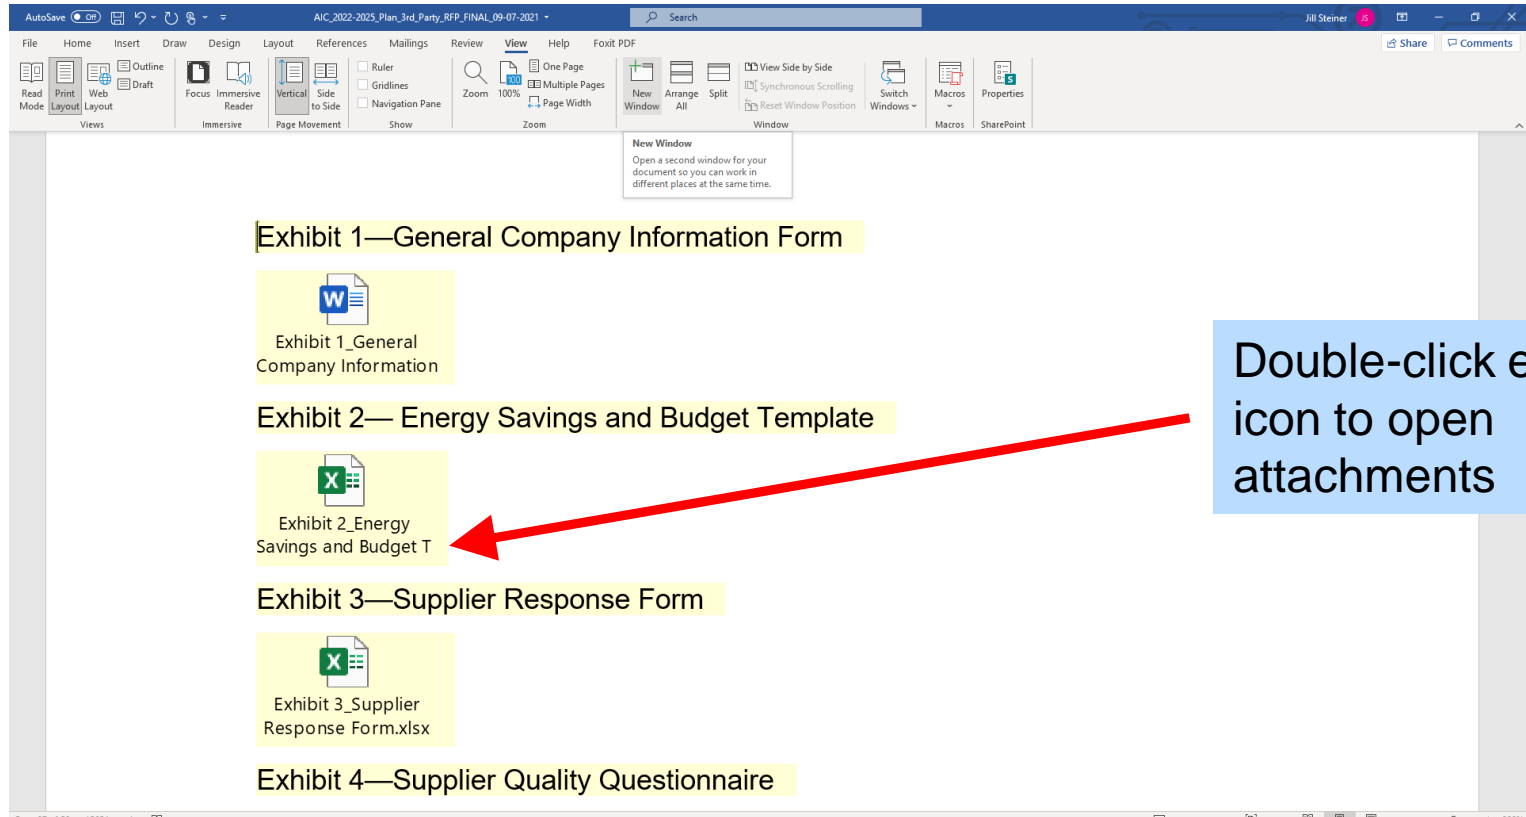 AutoSave Off AIC_2022-2025_Plan_3rd_Party_RFP_FINAL_09-07-2021 Search Jill Steiner JS
File Home Insert Draw Design Layout References Mailings Review View Help Foxit PDF Share Comments
Read Mode
Print Layout
Web Layout
Outline
Draft
Views
Focus
Immersive Reader
Immersive
Vertical
Side to Side
Page Movement
Ruler
Gridlines
Navigation Pane
Show
Zoom
100%
One Page
Multiple Pages
Page Width
Zoom
New Window
Arrange All
Split
View Side by Side
Synchronous Scrolling
Reset Window Position
Switch Windows
Window
Macros
Macros
Properties
SharePoint
New Window
Open a second window for your
document so you can work in
different places at the same time.
Exhibit 1—General Company Information Form
Exhibit 1_General
Company Information
Exhibit 2— Energy Savings and Budget Template
Exhibit 2_Energy
Savings and Budget T
Double-click e
icon to open
attachments
Exhibit 3—Supplier Response Form
Exhibit 3_Supplier
Response Form.xlsx
Exhibit 4—Supplier Quality Questionnaire